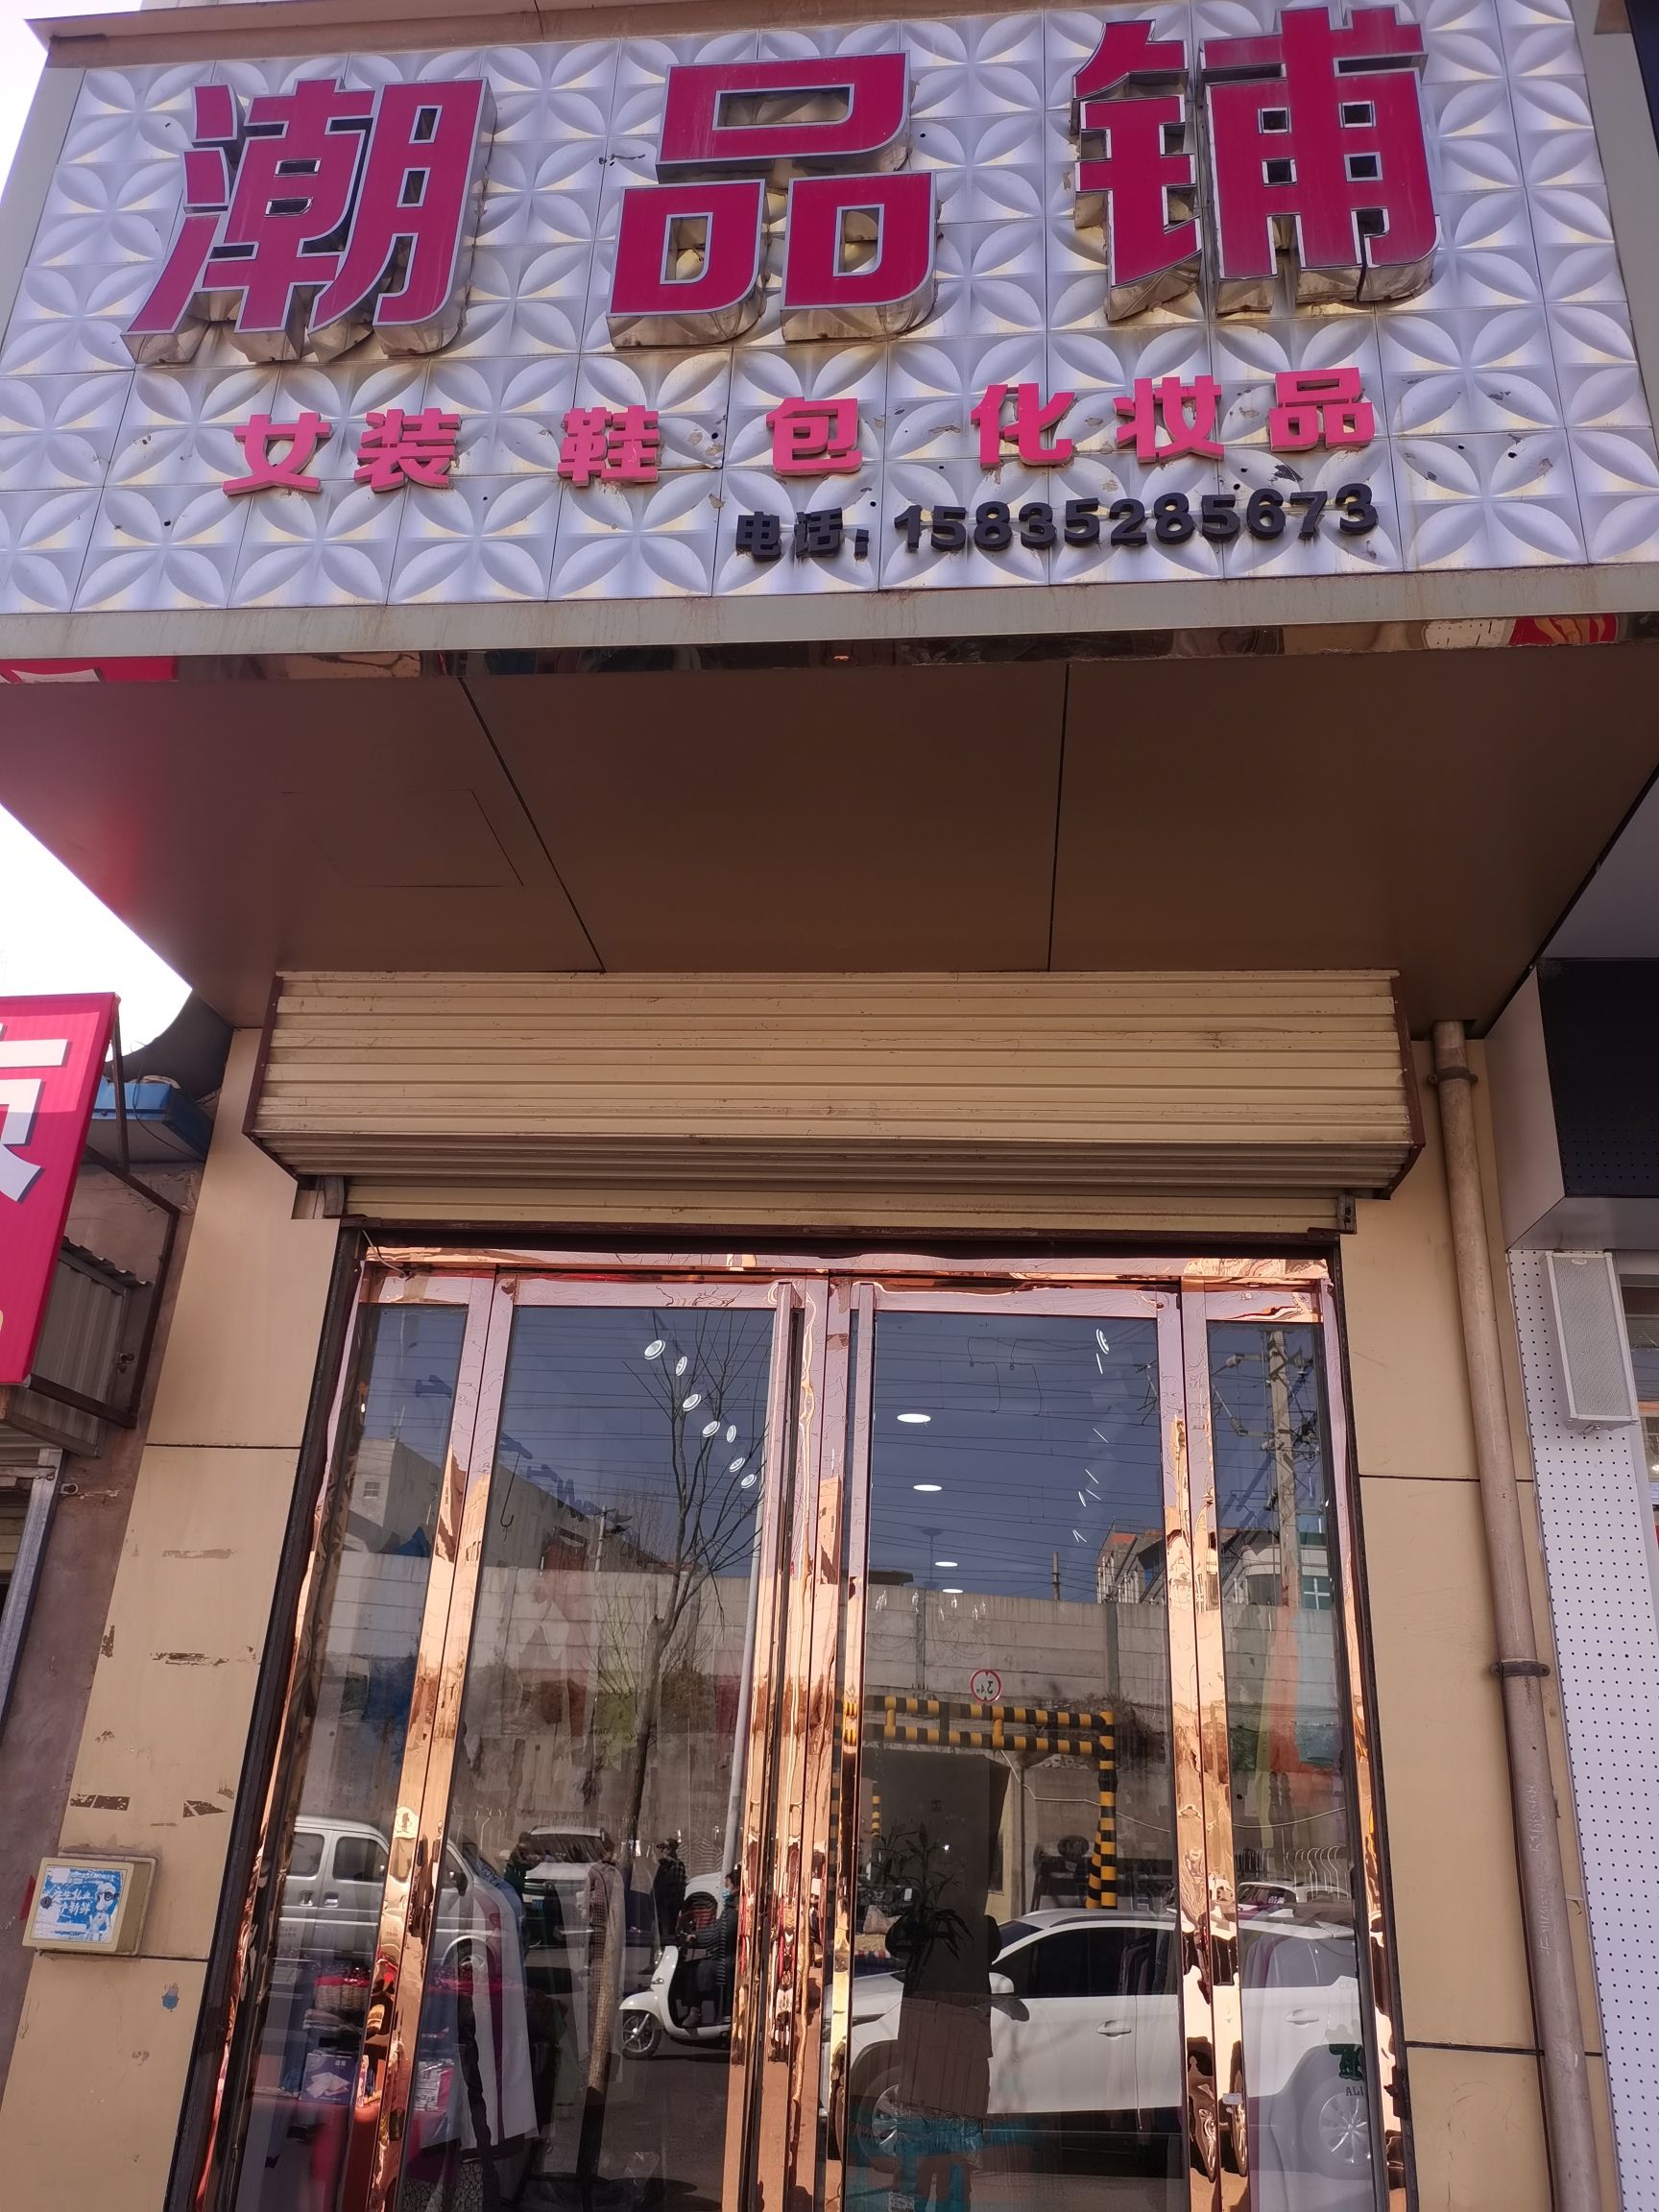 潮品铺
女装 鞋 包 化妆品
电话：15835285673